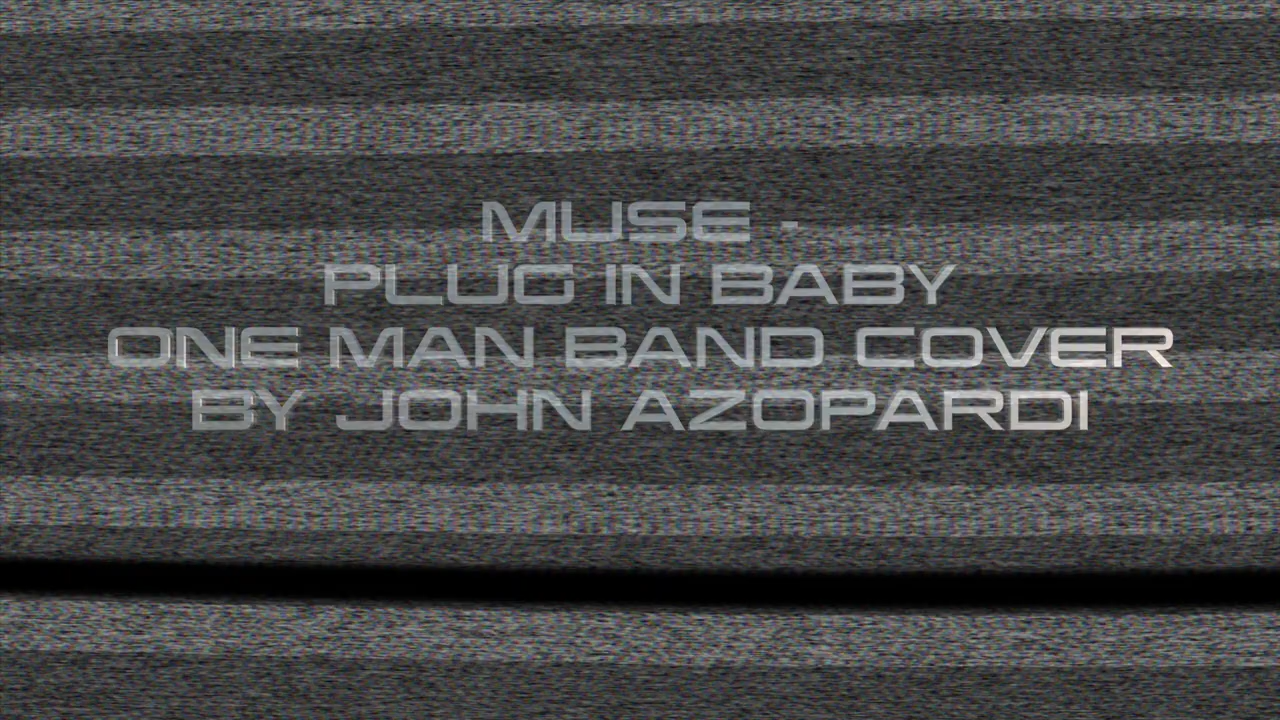 MUSE -
PLUG IN BABY
ONE MAN BAND COVER
BY JOHN AZOPARDI